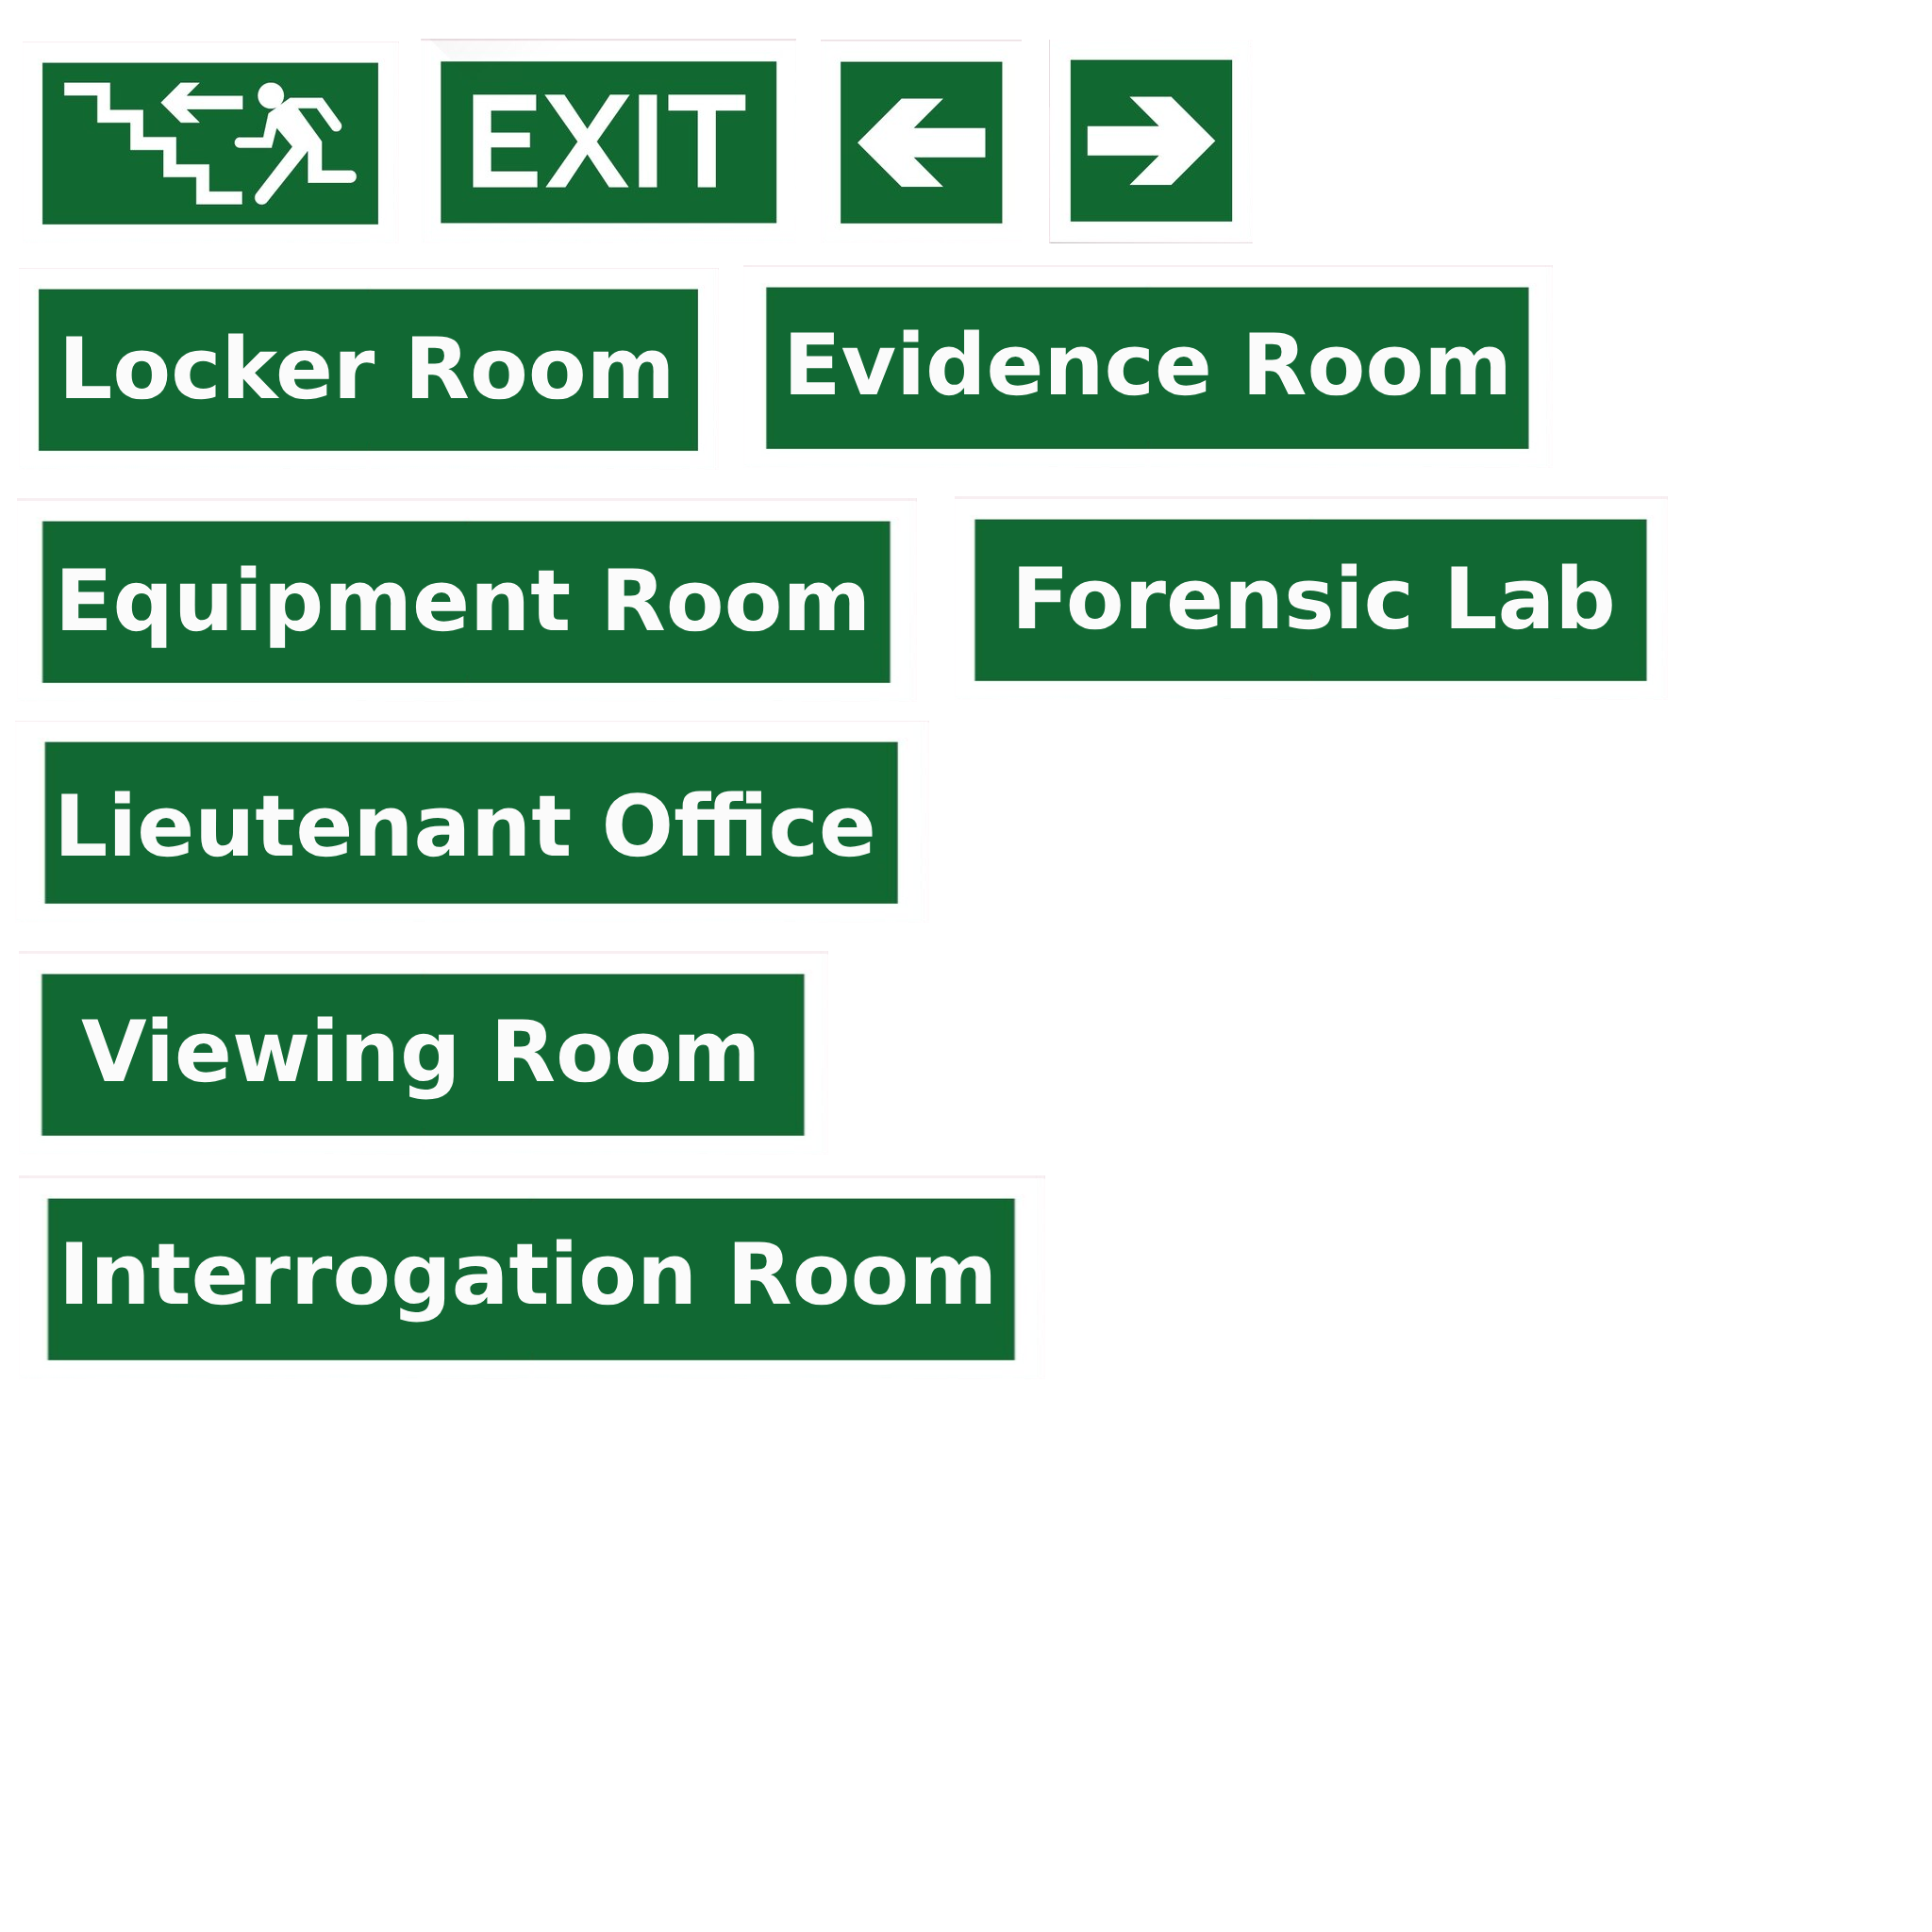 EXIT
Locker Room
Evidence Room
Equipment Room
Forensic Lab
Lieutenant Office
Viewing Room
Interrogation Room